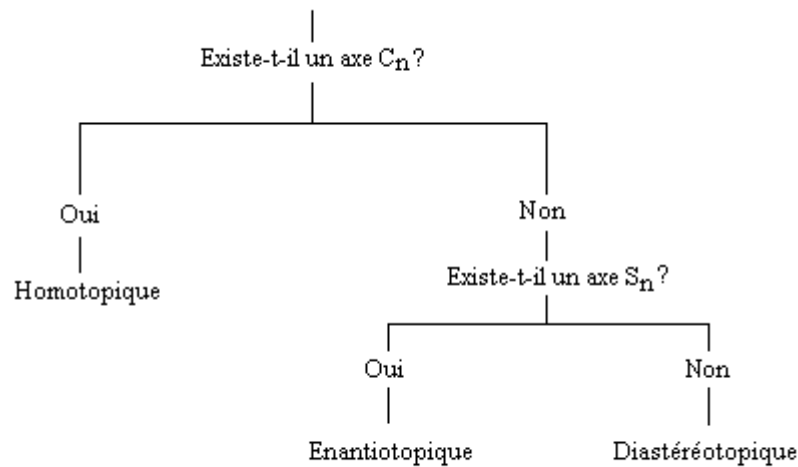 Existe-t-il un axe Cn?
Oui
Non
Homotopique
Existe-t-il un axe Sn?
Oui
Non
Enantiotopique
Diastéréotopique